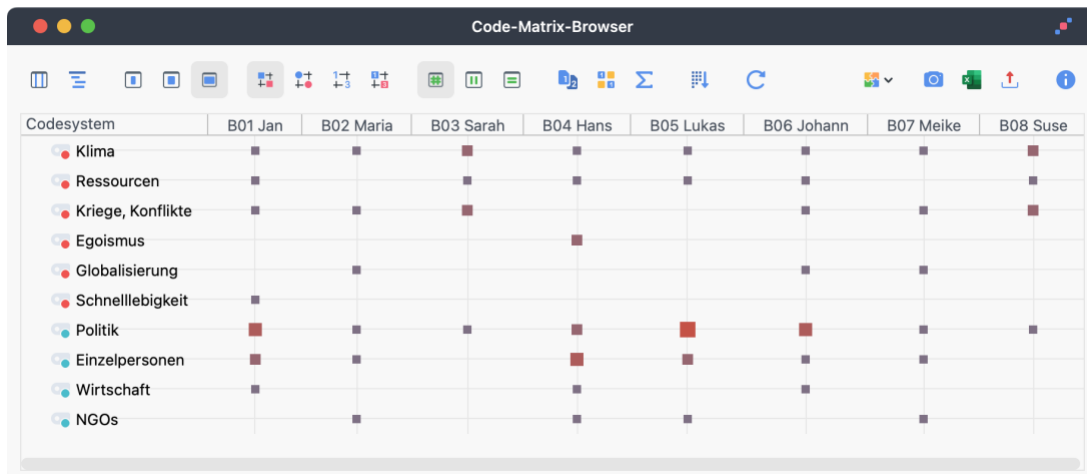 Code-Matrix-Browser
Codesystem B01 Jan B02 Maria B03 Sarah B04 Hans B05 Lukas B06 Johann B07 Meike B08 Suse
Klima
Ressourcen
Kriege, Konflikte
Egoismus
Globalisierung
Schnelllebigkeit
Politik
Einzelpersonen
Wirtschaft
NGOs